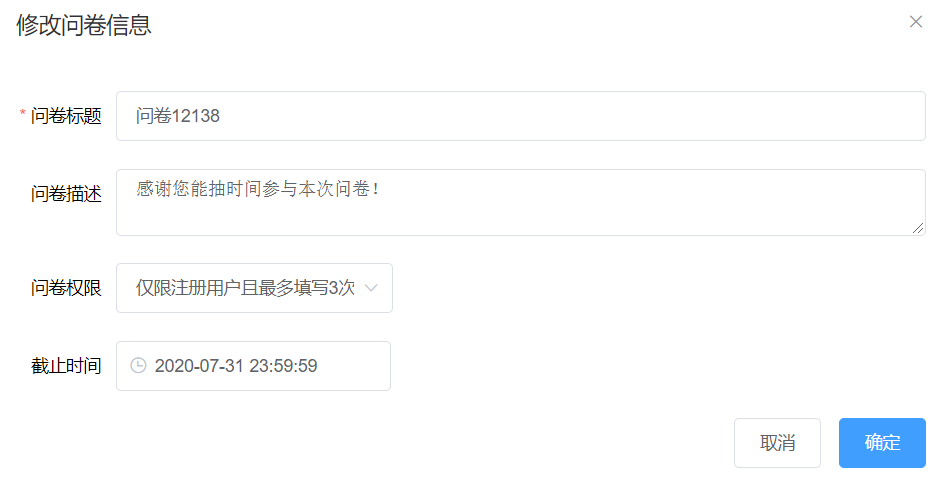 修改问卷信息
* 问卷标题 问卷12138
问卷描述 感谢您能抽时间参与本次问卷！
问卷权限 仅限注册用户且最多填写3次
截止时间 2020-07-31 23:59:59
取消 确定